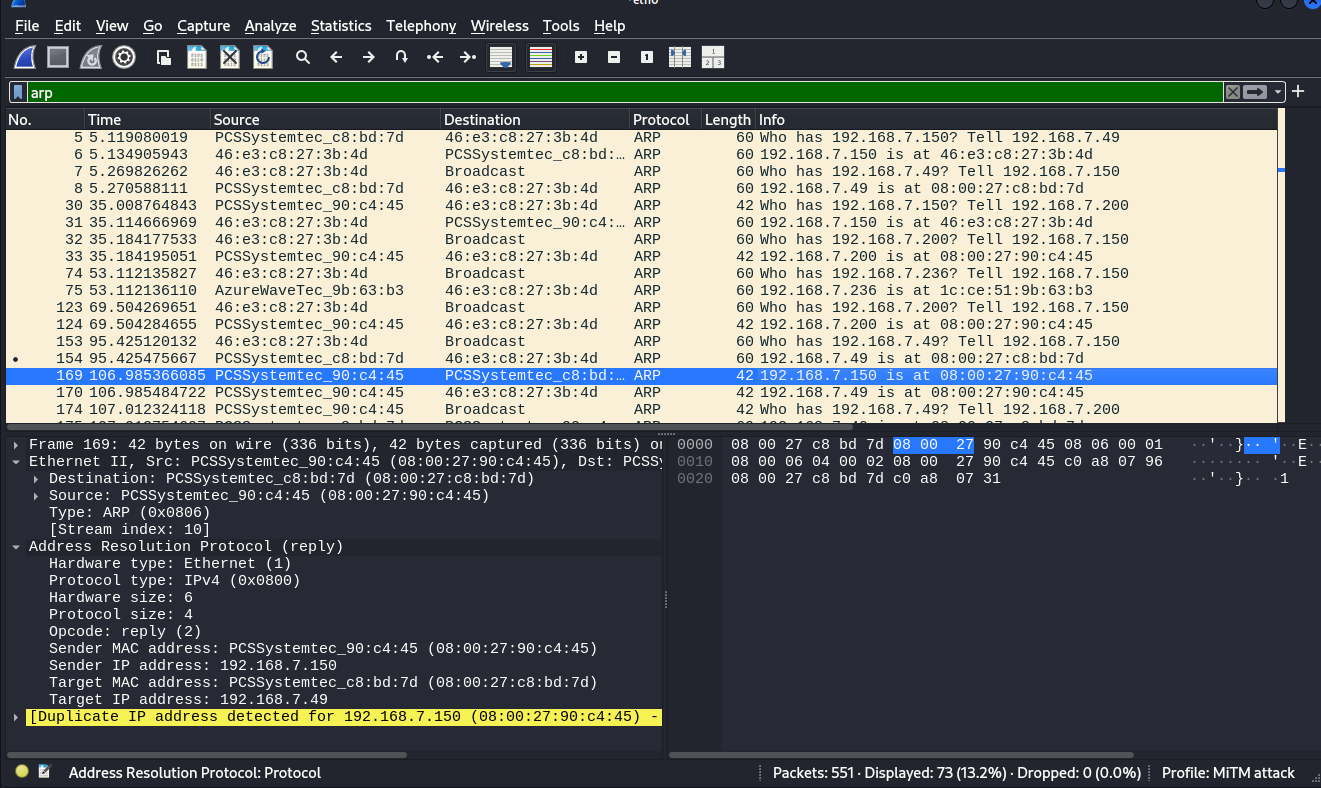 *eth0
File Edit View Go Capture Analyze Statistics Telephony Wireless Tools Help
arp
No. Time Source Destination Protocol Length Info
5 5.119080019 PCSSystemtec_c8:bd:7d 46:e3:c8:27:3b:4d ARP 60 Who has 192.168.7.150? Tell 192.168.7.49
6 5.134905943 46:e3:c8:27:3b:4d PCSSystemtec_c8:bd:… ARP 60 192.168.7.150 is at 46:e3:c8:27:3b:4d
7 5.269826262 46:e3:c8:27:3b:4d Broadcast ARP 60 Who has 192.168.7.49? Tell 192.168.7.150
8 5.270588111 PCSSystemtec_c8:bd:7d 46:e3:c8:27:3b:4d ARP 60 192.168.7.49 is at 08:00:27:c8:bd:7d
30 35.008764843 PCSSystemtec_90:c4:45 46:e3:c8:27:3b:4d ARP 42 Who has 192.168.7.150? Tell 192.168.7.200
31 35.114666969 46:e3:c8:27:3b:4d PCSSystemtec_90:c4:… ARP 60 192.168.7.150 is at 46:e3:c8:27:3b:4d
32 35.184177533 46:e3:c8:27:3b:4d Broadcast ARP 60 Who has 192.168.7.200? Tell 192.168.7.150
33 35.184195051 PCSSystemtec_90:c4:45 46:e3:c8:27:3b:4d ARP 42 192.168.7.200 is at 08:00:27:90:c4:45
74 53.112135827 46:e3:c8:27:3b:4d Broadcast ARP 60 Who has 192.168.7.236? Tell 192.168.7.150
75 53.112136110 AzureWaveTec_9b:63:b3 46:e3:c8:27:3b:4d ARP 60 192.168.7.236 is at 1c:ce:51:9b:63:b3
123 69.504269651 46:e3:c8:27:3b:4d Broadcast ARP 60 Who has 192.168.7.200? Tell 192.168.7.150
124 69.504284655 PCSSystemtec_90:c4:45 46:e3:c8:27:3b:4d ARP 42 192.168.7.200 is at 08:00:27:90:c4:45
153 95.425120132 46:e3:c8:27:3b:4d Broadcast ARP 60 Who has 192.168.7.49? Tell 192.168.7.150
154 95.425475667 PCSSystemtec_c8:bd:7d 46:e3:c8:27:3b:4d ARP 60 192.168.7.49 is at 08:00:27:c8:bd:7d
169 106.985366085 PCSSystemtec_90:c4:45 PCSSystemtec_c8:bd:… ARP 42 192.168.7.150 is at 08:00:27:90:c4:45
170 106.985484722 PCSSystemtec_90:c4:45 46:e3:c8:27:3b:4d ARP 42 192.168.7.49 is at 08:00:27:90:c4:45
174 107.012324118 PCSSystemtec_90:c4:45 Broadcast ARP 42 Who has 192.168.7.49? Tell 192.168.7.200
Frame 169: 42 bytes on wire (336 bits), 42 bytes captured (336 bits) on
Ethernet II, Src: PCSSystemtec_90:c4:45 (08:00:27:90:c4:45), Dst: PCSSy
Destination: PCSSystemtec_c8:bd:7d (08:00:27:c8:bd:7d)
Source: PCSSystemtec_90:c4:45 (08:00:27:90:c4:45)
Type: ARP (0x0806)
[Stream index: 10]
Address Resolution Protocol (reply)
Hardware type: Ethernet (1)
Protocol type: IPv4 (0x0800)
Hardware size: 6
Protocol size: 4
Opcode: reply (2)
Sender MAC address: PCSSystemtec_90:c4:45 (08:00:27:90:c4:45)
Sender IP address: 192.168.7.150
Target MAC address: PCSSystemtec_c8:bd:7d (08:00:27:c8:bd:7d)
Target IP address: 192.168.7.49
[Duplicate IP address detected for 192.168.7.150 (08:00:27:90:c4:45) -
0000 08 00 27 c8 bd 7d 08 00 27 90 c4 45 08 06 00 01 ··'··}·· '··E·
0010 08 00 06 04 00 02 08 00 27 90 c4 45 c0 a8 07 96 ········ '··E·
0020 08 00 27 c8 bd 7d c0 a8 07 31 ··'··}·· ·1
Address Resolution Protocol: Protocol
Packets: 551 · Displayed: 73 (13.2%) · Dropped: 0 (0.0%)
Profile: MiTM attack